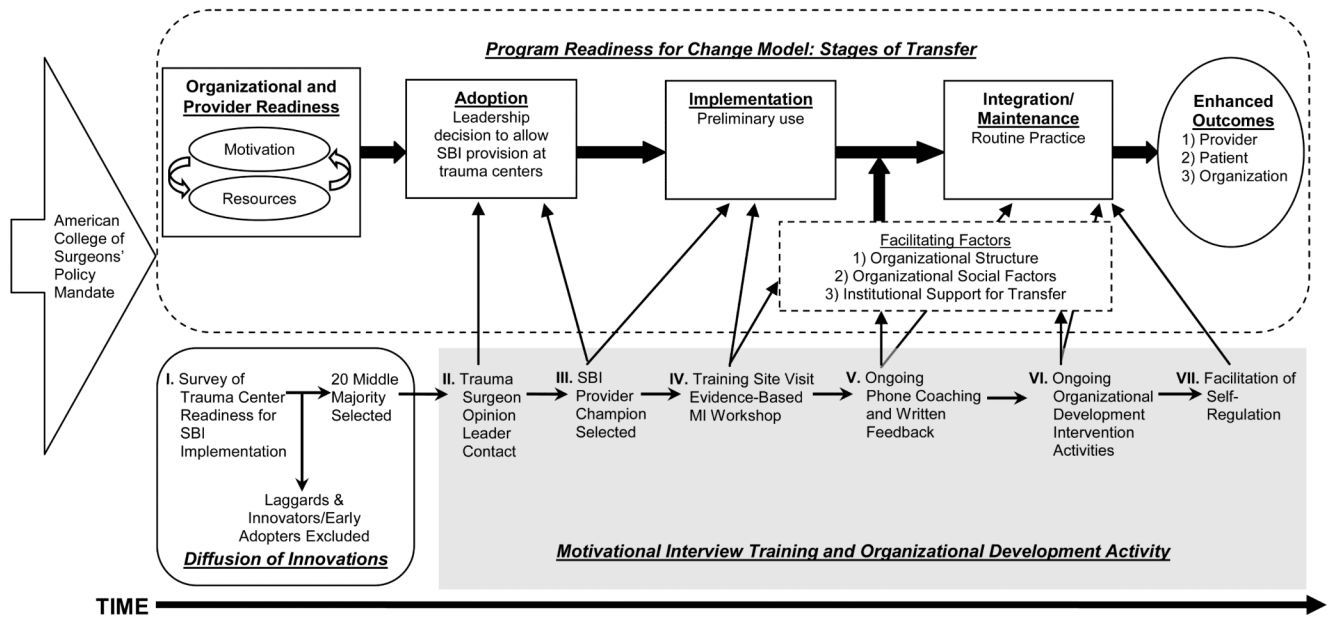 Program Readiness for Change Model: Stages of Transfer
American
College of
Surgeons'
Policy
Mandate
Organizational and
Provider Readiness
Motivation
Resources
Adoption
Leadership
decision to allow
SBI provision at
trauma centers
Implementation
Preliminary use
Integration/
Maintenance
Routine Practice
Enhanced
Outcomes
1) Provider
2) Patient
3) Organization
Facilitating Factors
1) Organizational Structure
2) Organizational Social Factors
3) Institutional Support for Transfer
I. Survey of
Trauma Center
Readiness for
SBI
Implementation
20 Middle
Majority
Selected
Laggards &
Innovators/Early
Adopters Excluded
Diffusion of Innovations
II. Trauma
Surgeon
Opinion
Leader
Contact
III. SBI
Provider
Champion
Selected
IV. Training Site Visit
Evidence-Based
MI Workshop
V. Ongoing
Phone Coaching
and Written
Feedback
VI. Ongoing
Organizational
Development
Intervention
Activities
VII. Facilitation of
Self-
Regulation
Motivational Interview Training and Organizational Development Activity
TIME